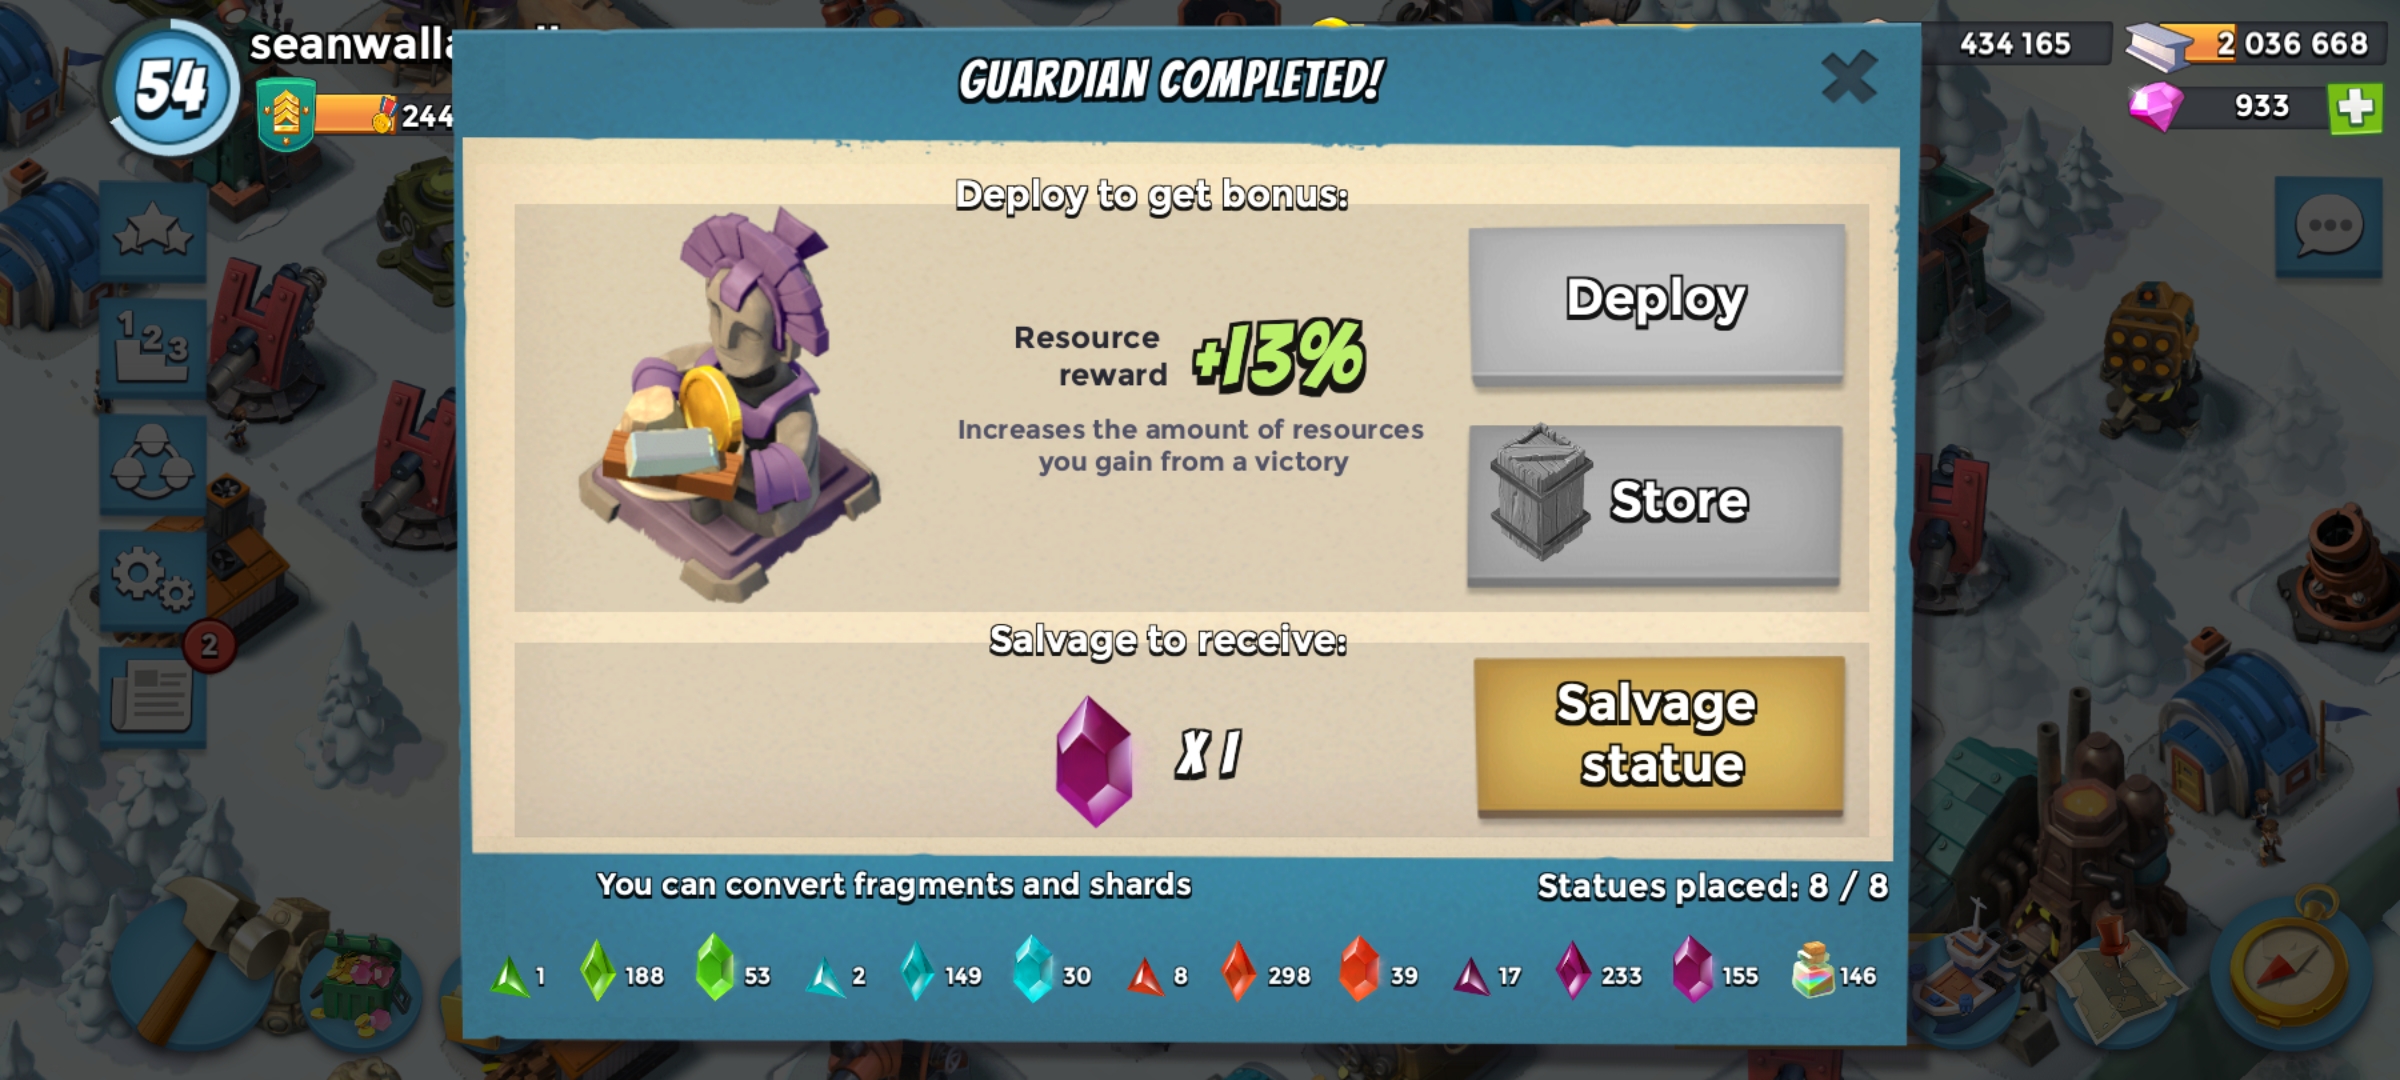 54
244
434 165
2 036 668
933
GUARDIAN COMPLETED!
Deploy to get bonus:
Resource
reward
+13%
Increases the amount of resources
you gain from a victory
Deploy
Store
Salvage to receive:
X 1
Salvage
statue
1 2 3
2
You can convert fragments and shards
Statues placed: 8 / 8
1 188 53 2 149 30 8 298 39 17 233 155 146